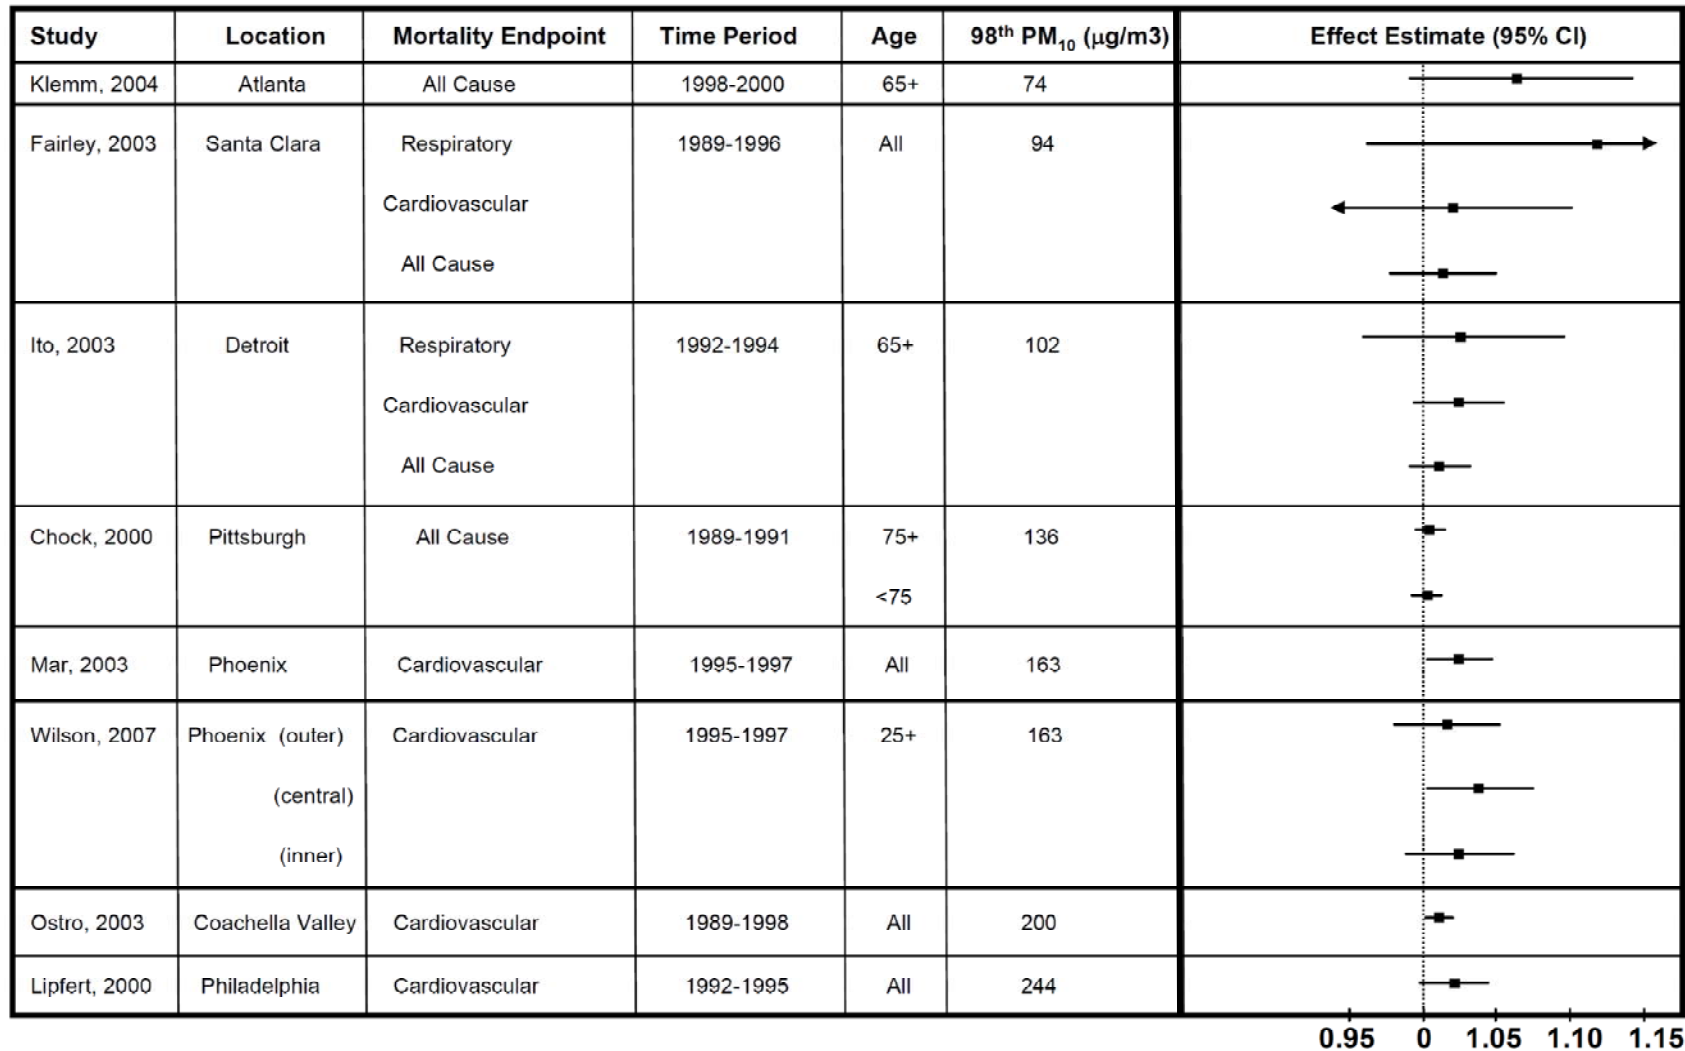 Study Location Mortality Endpoint Time Period Age 98th PM10 (µg/m3) Effect Estimate (95% CI)
Klemm, 2004 Atlanta All Cause 1998-2000 65+ 74
Fairley, 2003 Santa Clara Respiratory 1989-1996 All 94
Cardiovascular
All Cause
Ito, 2003 Detroit Respiratory 1992-1994 65+ 102
Cardiovascular
All Cause
Chock, 2000 Pittsburgh All Cause 1989-1991 75+ 136
<75
Mar, 2003 Phoenix Cardiovascular 1995-1997 All 163
Wilson, 2007 Phoenix (outer) Cardiovascular 1995-1997 25+ 163
(central)
(inner)
Ostro, 2003 Coachella Valley Cardiovascular 1989-1998 All 200
Lipfert, 2000 Philadelphia Cardiovascular 1992-1995 All 244
0.95 0 1.05 1.10 1.15